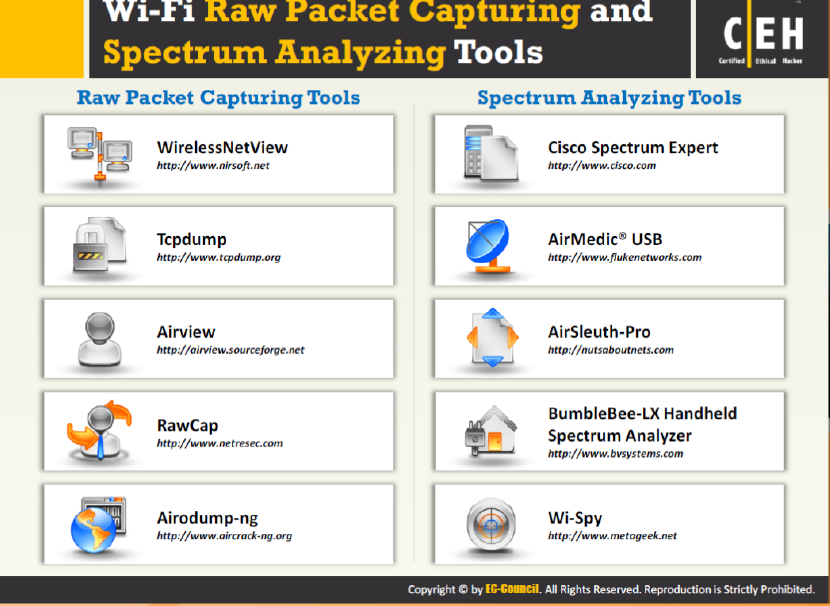 Wi-Fi Raw Packet Capturing and
Spectrum Analyzing Tools
CEH
Certified Ethical Hacker
Raw Packet Capturing Tools
WirelessNetView
http://www.nirsoft.net
Tcpdump
http://www.tcpdump.org
Airview
http://airview.sourceforge.net
RawCap
http://www.netresec.com
Airodump-ng
http://www.aircrack-ng.org
Spectrum Analyzing Tools
Cisco Spectrum Expert
http://www.cisco.com
AirMedic® USB
http://www.flukenetworks.com
AirSleuth-Pro
http://nutsaboutnets.com
BumbleBee-LX Handheld
Spectrum Analyzer
http://www.bvsystems.com
Wi-Spy
http://www.metageek.net
Copyright © by EC-Council. All Rights Reserved. Reproduction is Strictly Prohibited.